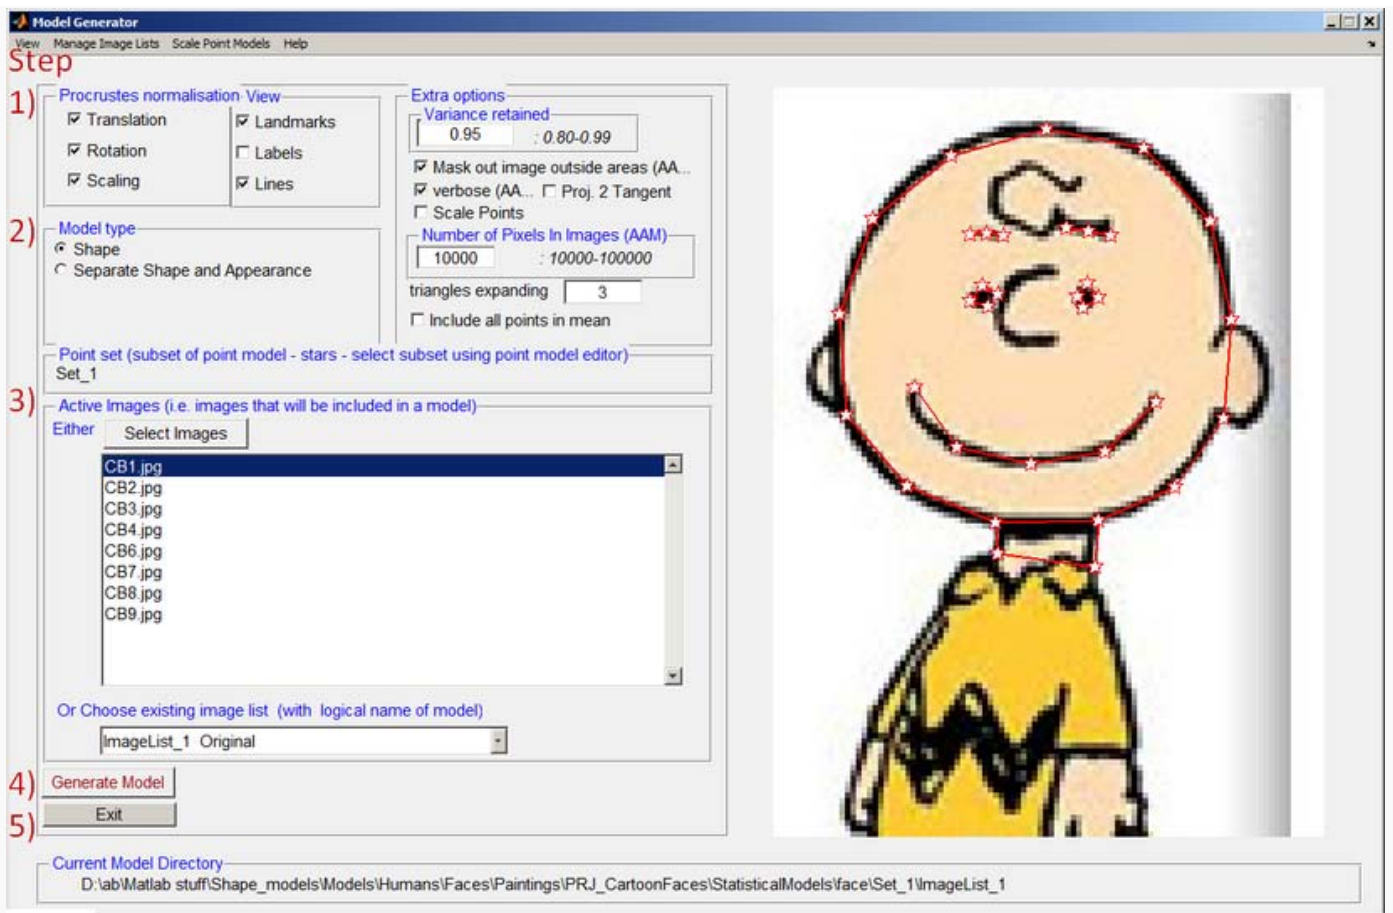 Model Generator
View Manage Image Lists Scale Point Models Help
Step
1)
Procrustes normalisation
Translation
Rotation
Scaling
View
Landmarks
Labels
Lines
Extra options
Variance retained
0.95 : 0.80-0.99
Mask out image outside areas (AA...
verbose (AA... Proj. 2 Tangent
Scale Points
Number of Pixels In Images (AAM)
10000 : 10000-100000
triangles expanding 3
Include all points in mean
2)
Model type
Shape
Separate Shape and Appearance
Point set (subset of point model - stars - select subset using point model editor)
Set_1
3)
Active Images (i.e. images that will be included in a model)
Either Select Images
CB1.jpg
CB2.jpg
CB3.jpg
CB4.jpg
CB6.jpg
CB7.jpg
CB8.jpg
CB9.jpg
Or Choose existing image list (with logical name of model)
ImageList_1 Original
4) Generate Model
5) Exit
Current Model Directory
D:\ab\Matlab stuff\Shape_models\Models\Humans\Faces\Paintings\PRJ_CartoonFaces\StatisticalModels\face\Set_1\ImageList_1